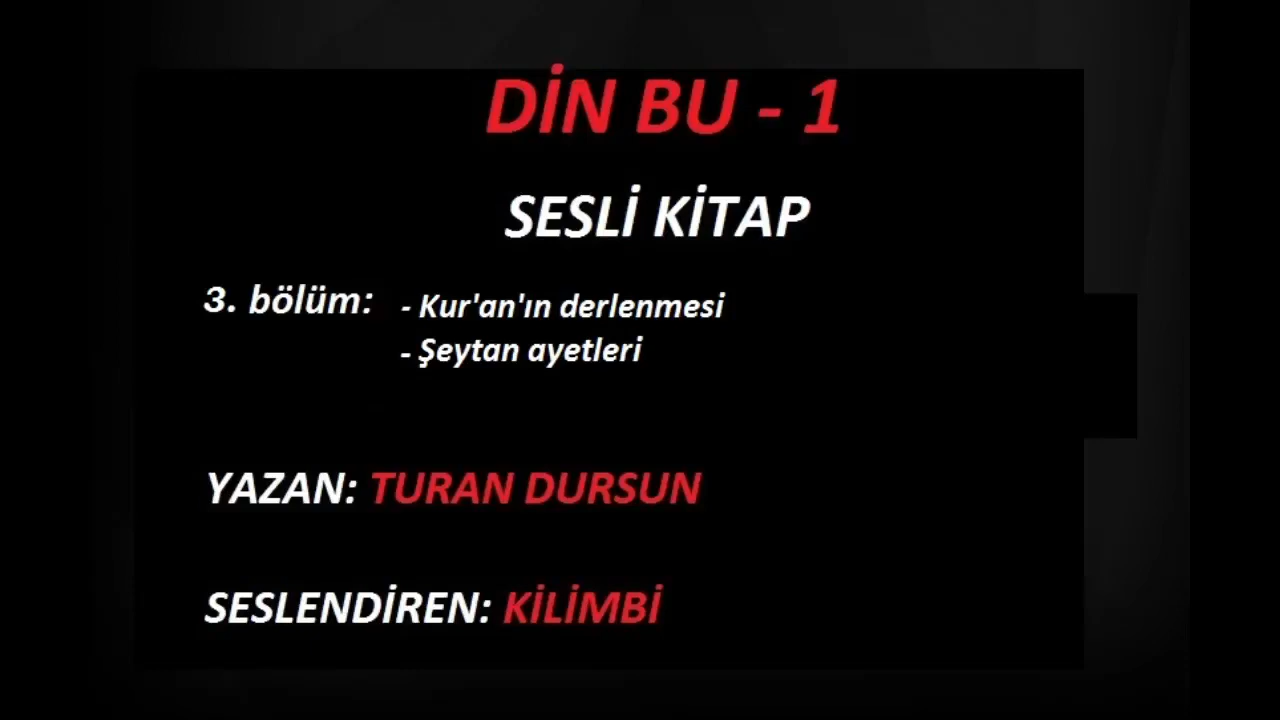 DİN BU - 1
SESLİ KİTAP
3. bölüm: - Kur'an'ın derlenmesi
- Şeytan ayetleri
YAZAN: TURAN DURSUN
SESLENDİREN: KİLİMBİ